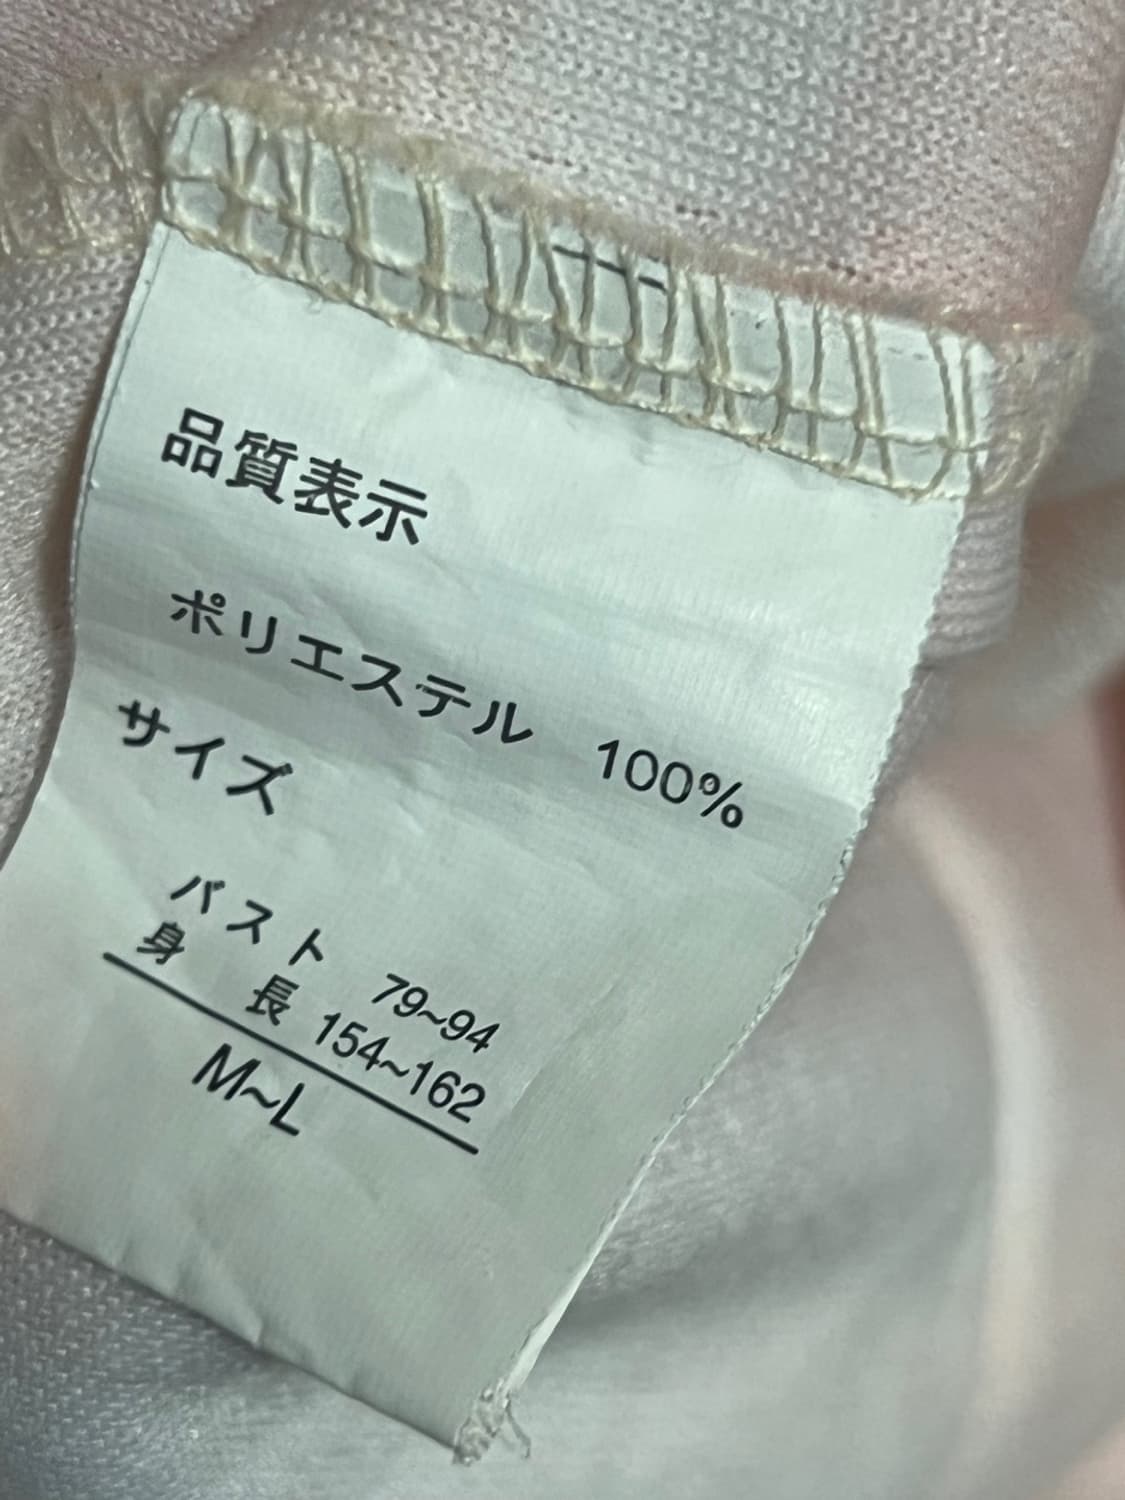 品質表示
ポリエステル 100%
サイズ
バスト 79~94
身長 154~162
M~L